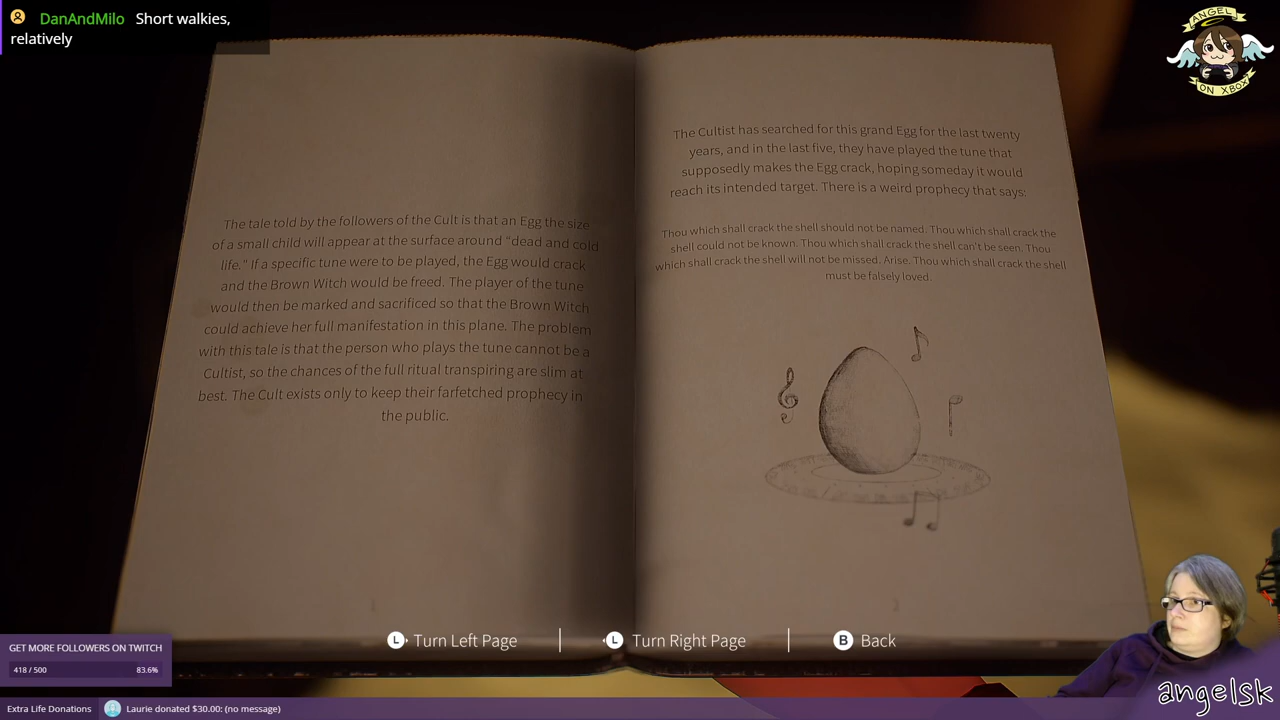 DanAndMilo Short walkies,
relatively
ANGEL
ON XBOX
The tale told by the followers of the Cult is that an Egg the size
of a small child will appear at the surface around "dead and cold
life." If a specific tune were to be played, the Egg would crack
and the Brown Witch would be freed. The player of the tune
would then be marked and sacrificed so that the Brown Witch
could achieve her full manifestation in this plane. The problem
with this tale is that the person who plays the tune cannot be a
Cultist, so the chances of the full ritual transpiring are slim at
best. The Cult exists only to keep their farfetched prophecy in
the public.
The Cultist has searched for this grand Egg for the last twenty
years, and in the last five, they have played the tune that
supposedly makes the Egg crack, hoping someday it would
reach its intended target. There is a weird prophecy that says:
Thou which shall crack the shell should not be named. Thou which shall crack the
shell could not be known. Thou which shall crack the shell can't be seen. Thou
which shall crack the shell will not be missed. Arise. Thou which shall crack the shell
must be falsely loved.
L Turn Left Page
L Turn Right Page
B Back
GET MORE FOLLOWERS ON TWITCH
418 / 500 83.6%
Extra Life Donations Laurie donated $30.00: (no message)
angelsk